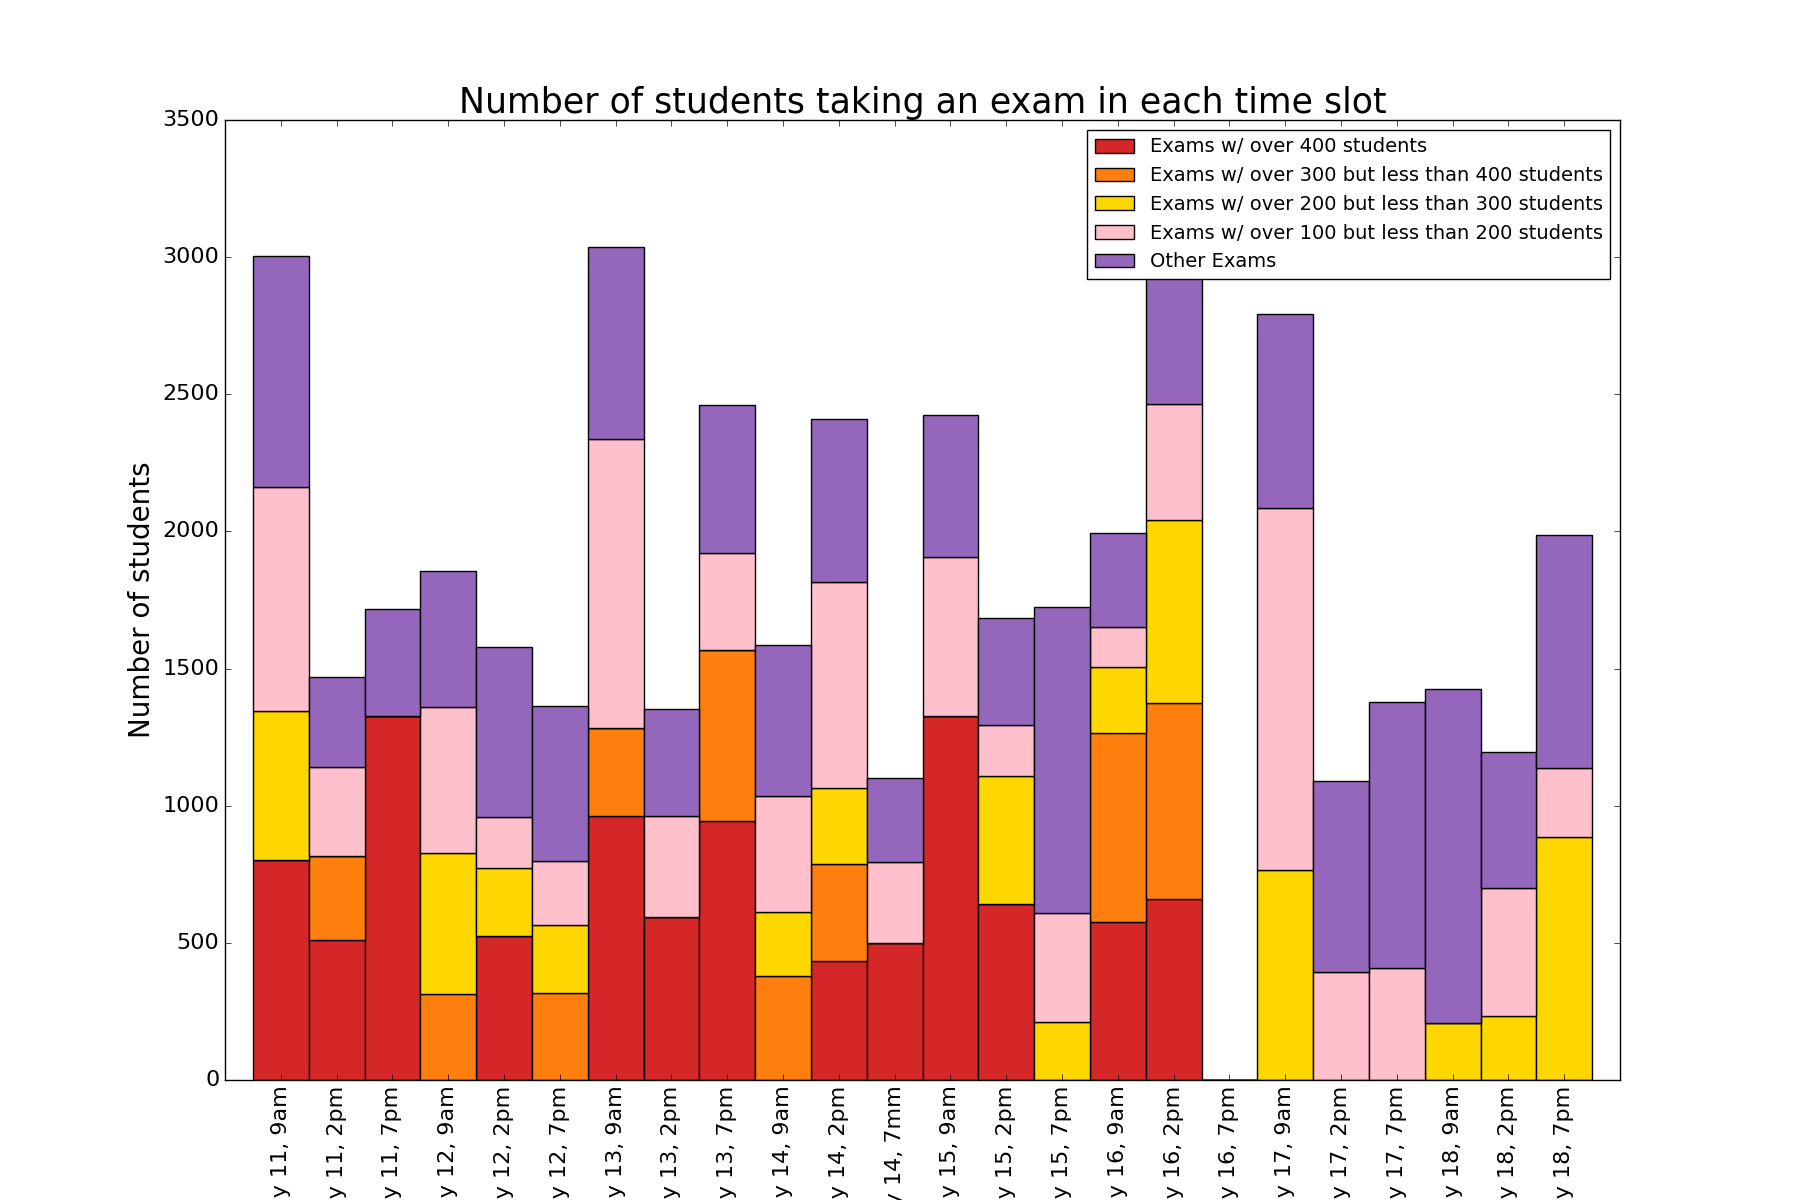 Number of students taking an exam in each time slot
Exams w/ over 400 students
Exams w/ over 300 but less than 400 students
Exams w/ over 200 but less than 300 students
Exams w/ over 100 but less than 200 students
Other Exams
Number of students
3500
3000
2500
2000
1500
1000
500
0
y 11, 9am
y 11, 2pm
y 11, 7pm
y 12, 9am
y 12, 2pm
y 12, 7pm
y 13, 9am
y 13, 2pm
y 13, 7pm
y 14, 9am
y 14, 2pm
y 14, 7mm
y 15, 9am
y 15, 2pm
y 15, 7pm
y 16, 9am
y 16, 2pm
y 16, 7pm
y 17, 9am
y 17, 2pm
y 17, 7pm
y 18, 9am
y 18, 2pm
y 18, 7pm